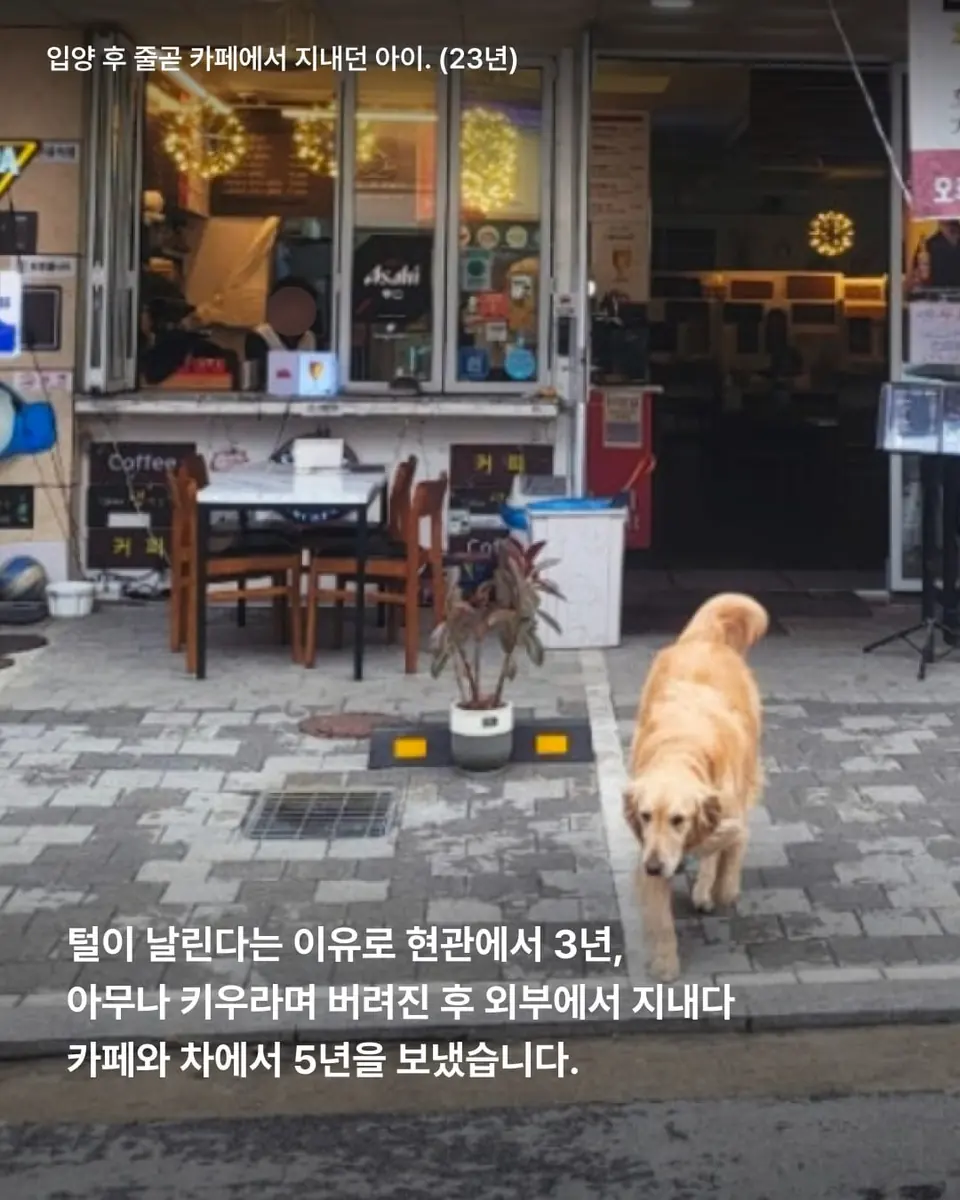 입양 후 줄곧 카페에서 지내던 아이. (23년)
Asahi
Coffee
커피
커피
털이 날린다는 이유로 현관에서 3년,
아무나 키우라며 버려진 후 외부에서 지내다
카페와 차에서 5년을 보냈습니다.